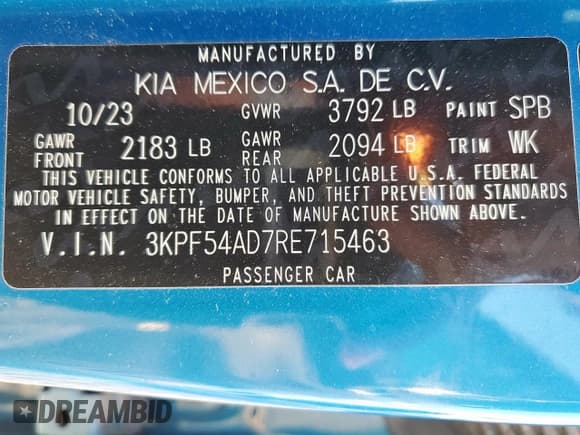 MANUFACTURED BY
KIA MEXICO S.A. DE C.V.
10/23 GVWR 3792 LB PAINT SPB
GAWR FRONT 2183 LB GAWR REAR 2094 LB TRIM WK
THIS VEHICLE CONFORMS TO ALL APPLICABLE U.S.A. FEDERAL
MOTOR VEHICLE SAFETY, BUMPER, AND THEFT PREVENTION STANDARDS
IN EFFECT ON THE DATE OF MANUFACTURE SHOWN ABOVE.
V.I.N. 3KPF54AD7RE715463
PASSENGER CAR
DREAMBID